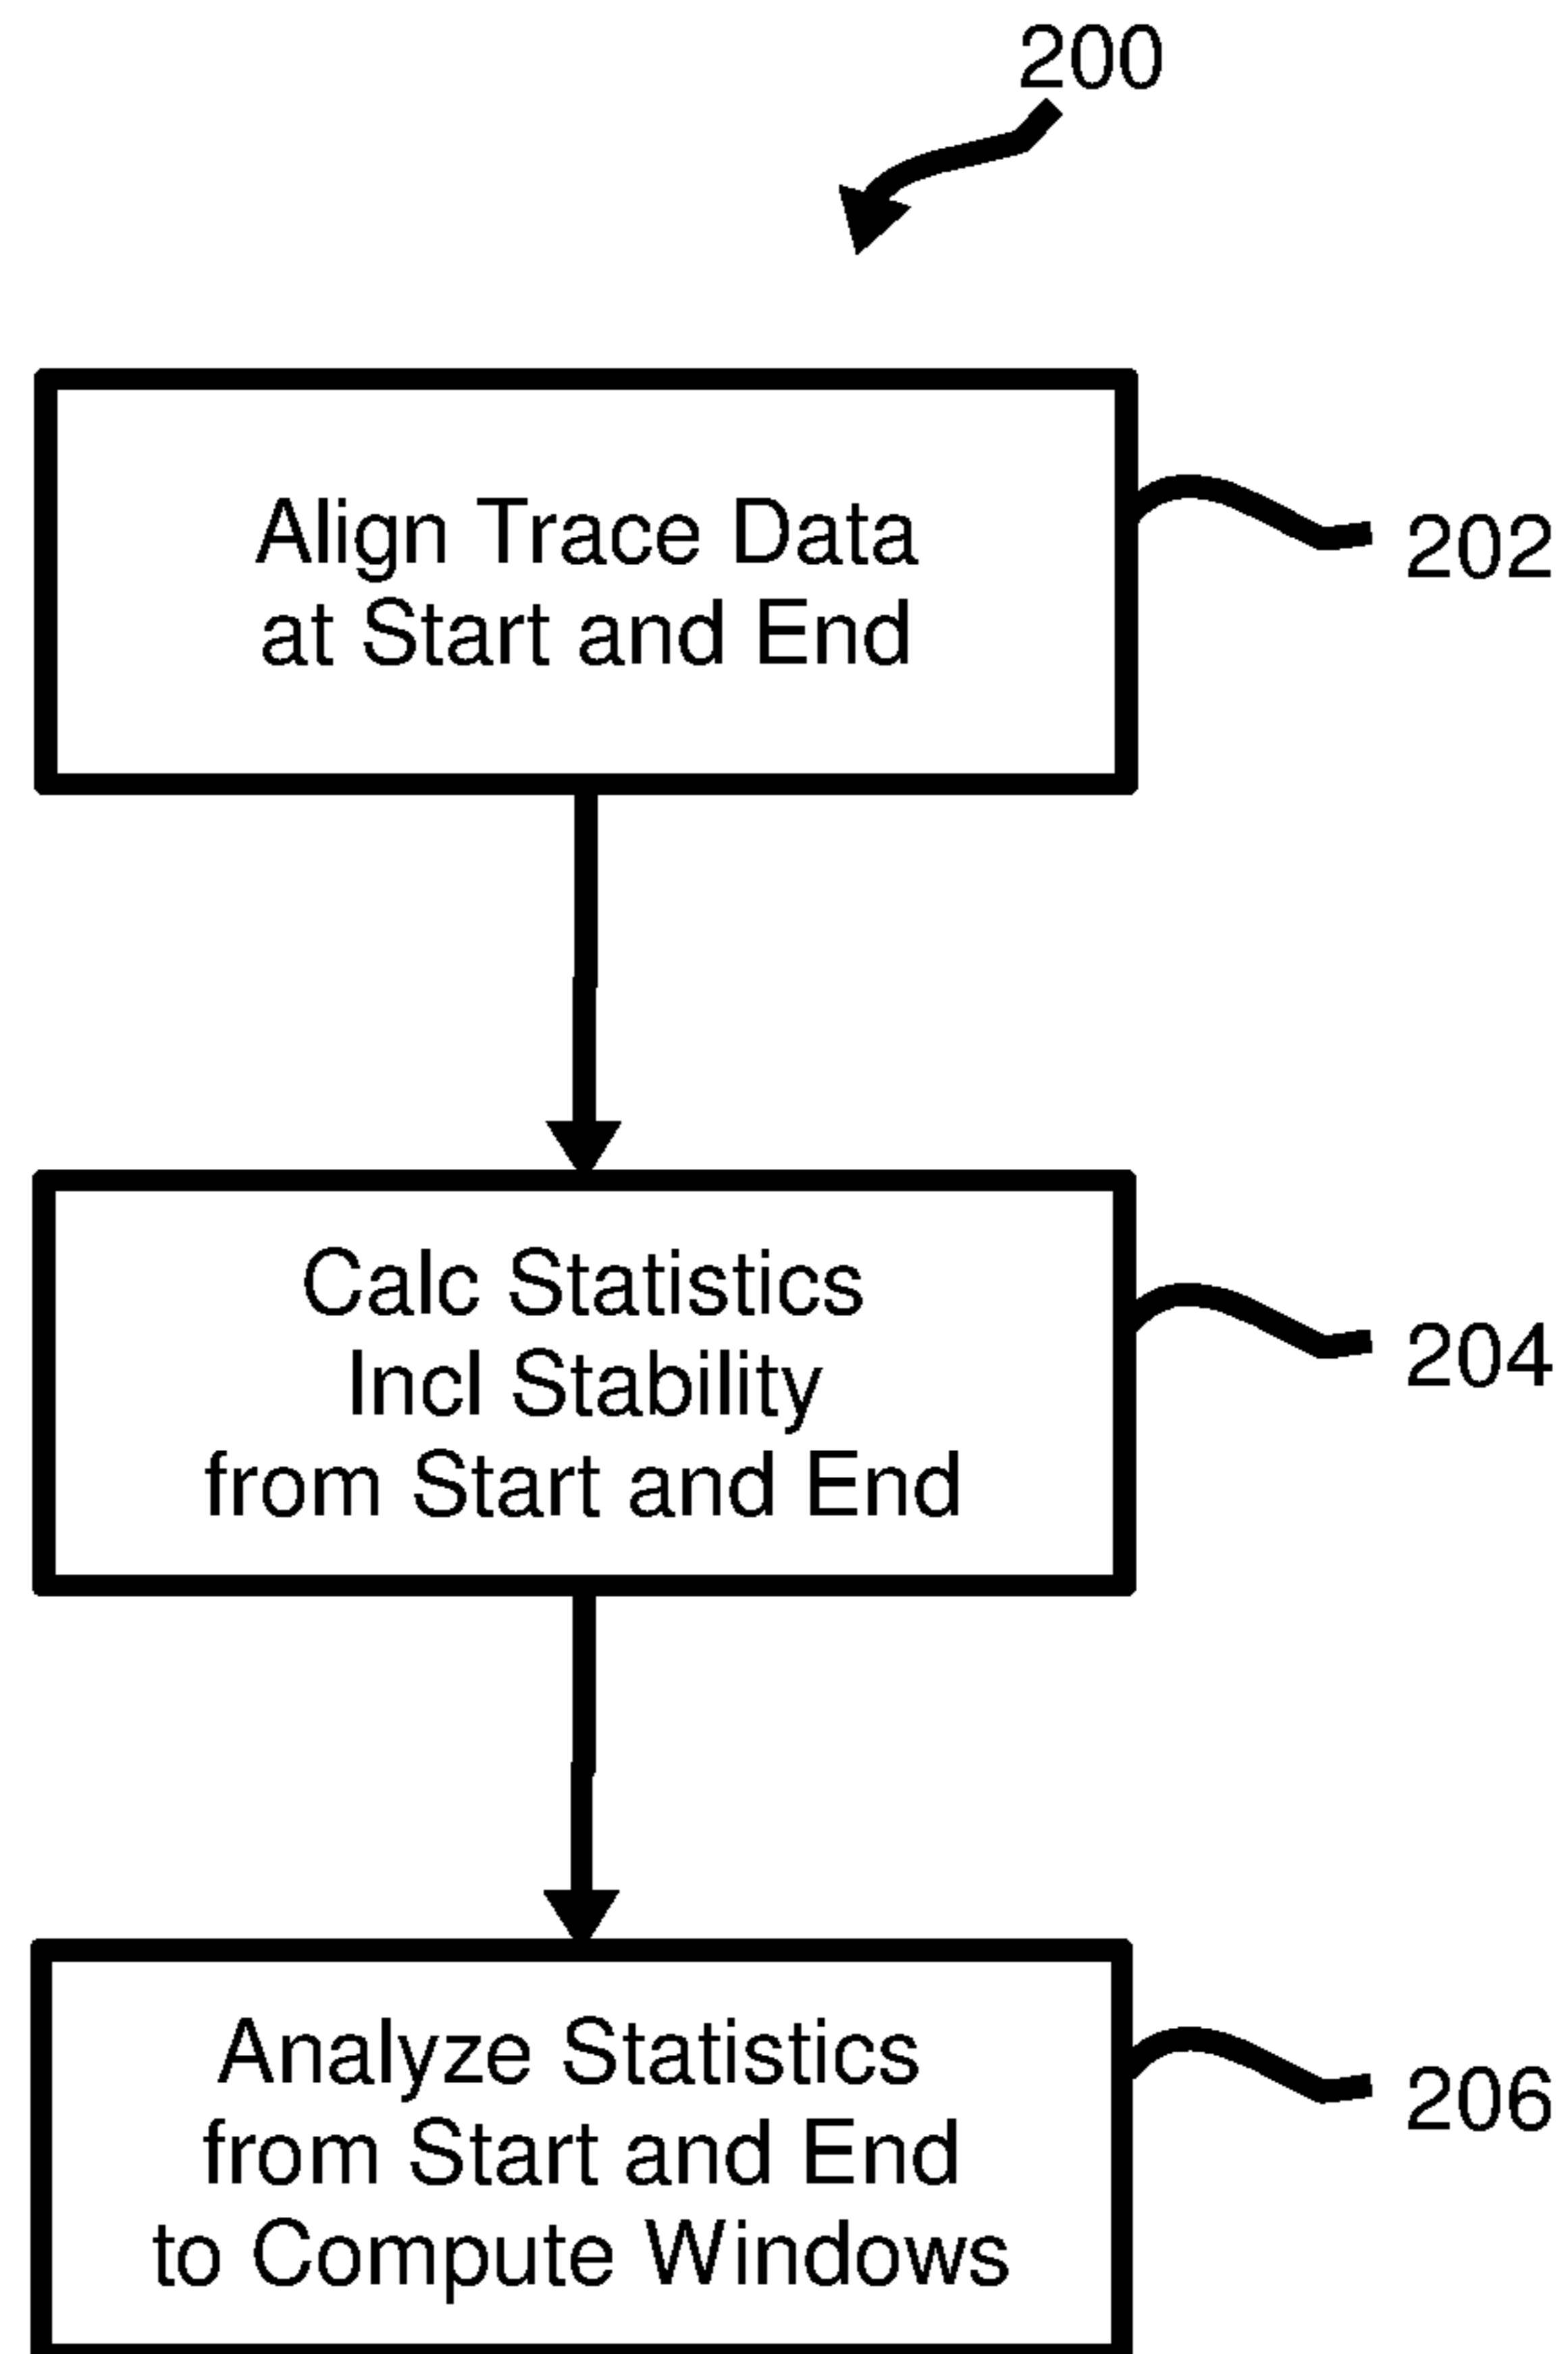 200
Align Trace Data
at Start and End
202
Calc Statistics
Incl Stability
from Start and End
204
Analyze Statistics
from Start and End
to Compute Windows
206